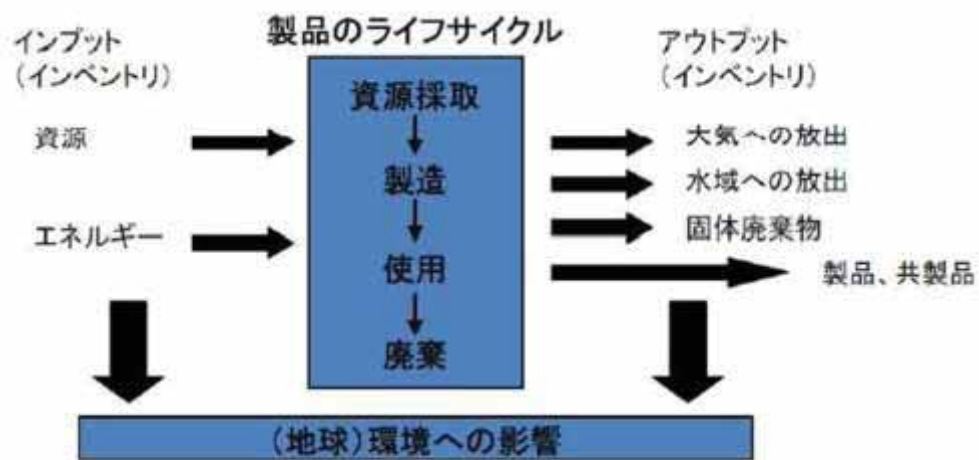 製品のライフサイクル
インプット
（インベントリ）
資源
エネルギー
資源採取
製造
使用
廃棄
アウトプット
（インベントリ）
大気への放出
水域への放出
固体廃棄物
製品、共製品
（地球）環境への影響